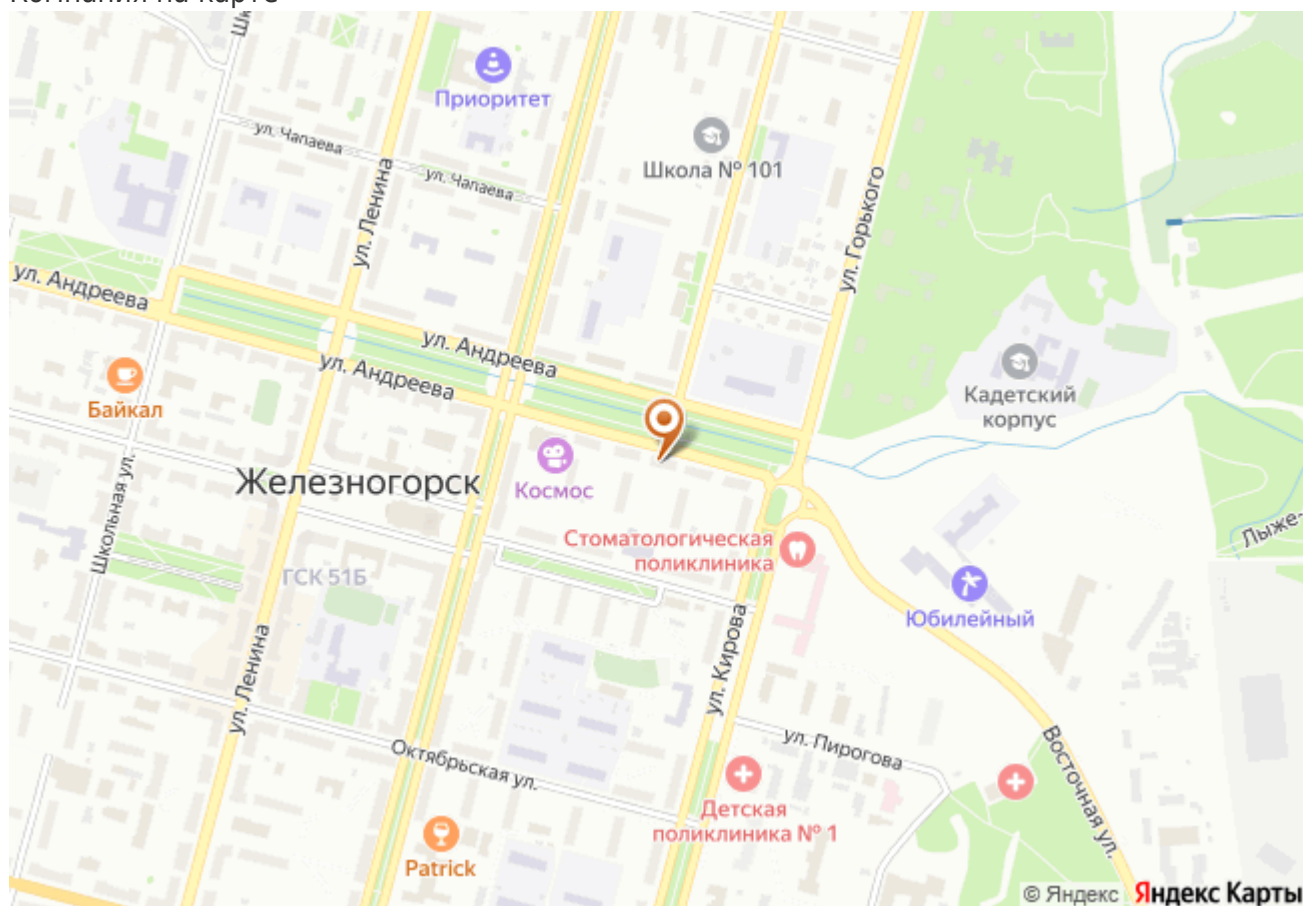 Приоритет
ул. Чапаева
ул. Чапаева
Школа № 101
ул. Ленина
ул. Горького
ул. Андреева
ул. Андреева
ул. Андреева
Байкал
Кадетский
корпус
Железногорск
Космос
Школьная ул.
Стоматологическая
поликлиника
Лыже-
ГСК 51Б
Юбилейный
ул. Кирова
ул. Ленина
ул. Пирогова
Октябрьская ул.
Восточная ул.
Детская
поликлиника № 1
Patrick
© Яндекс Яндекс Карты